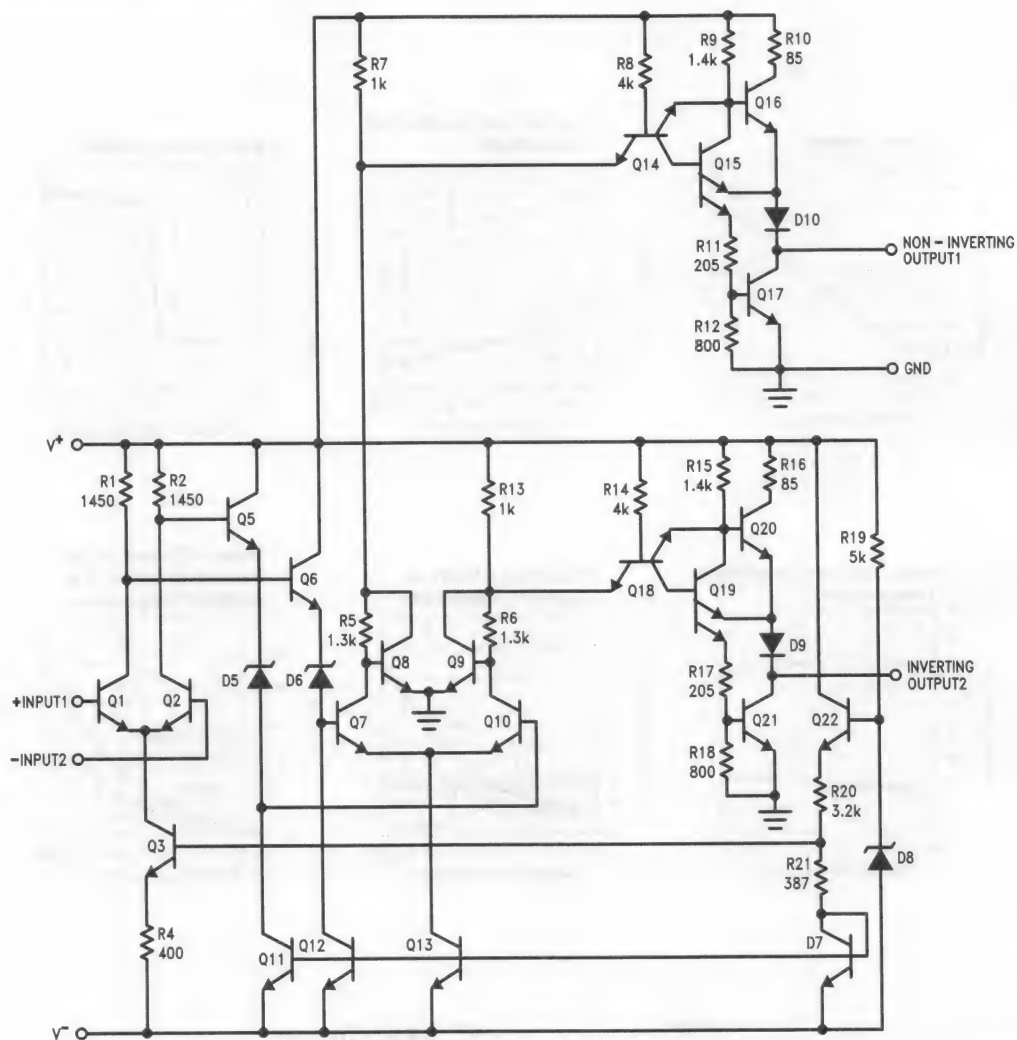 R7
1k
R8
4k
R9
1.4k
R10
85
Q16
Q14
Q15
D10
R11
205
NON-INVERTING
OUTPUT1
Q17
R12
800
GND
V+
R1
1450
R2
1450
Q5
Q6
R13
1k
R14
4k
R15
1.4k
R16
85
Q20
R19
5k
Q18
Q19
R5
1.3k
R6
1.3k
Q8
Q9
D9
D5
D6
R17
205
INVERTING
OUTPUT2
+INPUT1
Q1
Q2
Q7
Q10
Q21
Q22
-INPUT2
R18
800
R20
3.2k
Q3
D8
R21
387
R4
400
Q11
Q12
Q13
D7
V-